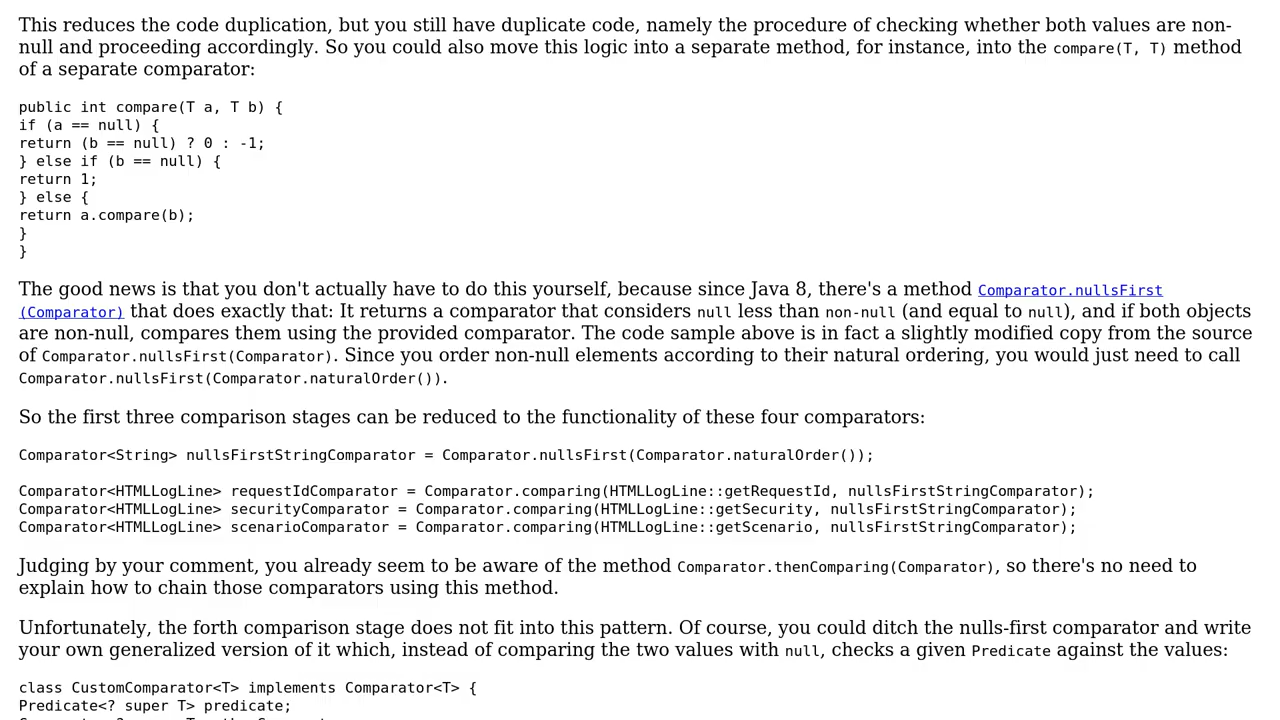 This reduces the code duplication, but you still have duplicate code, namely the procedure of checking whether both values are non-
null and proceeding accordingly. So you could also move this logic into a separate method, for instance, into the compare(T, T) method
of a separate comparator:
public int compare(T a, T b) {
if (a == null) {
return (b == null) ? 0 : -1;
} else if (b == null) {
return 1;
} else {
return a.compare(b);
}
}
The good news is that you don't actually have to do this yourself, because since Java 8, there's a method Comparator.nullsFirst
(Comparator) that does exactly that: It returns a comparator that considers null less than non-null (and equal to null), and if both objects
are non-null, compares them using the provided comparator. The code sample above is in fact a slightly modified copy from the source
of Comparator.nullsFirst(Comparator). Since you order non-null elements according to their natural ordering, you would just need to call
Comparator.nullsFirst(Comparator.naturalOrder()).
So the first three comparison stages can be reduced to the functionality of these four comparators:
Comparator<String> nullsFirstStringComparator = Comparator.nullsFirst(Comparator.naturalOrder());
Comparator<HTMLLogLine> requestIdComparator = Comparator.comparing(HTMLLogLine::getRequestId, nullsFirstStringComparator);
Comparator<HTMLLogLine> securityComparator = Comparator.comparing(HTMLLogLine::getSecurity, nullsFirstStringComparator);
Comparator<HTMLLogLine> scenarioComparator = Comparator.comparing(HTMLLogLine::getScenario, nullsFirstStringComparator);
Judging by your comment, you already seem to be aware of the method Comparator.thenComparing(Comparator), so there's no need to
explain how to chain those comparators using this method.
Unfortunately, the forth comparison stage does not fit into this pattern. Of course, you could ditch the nulls-first comparator and write
your own generalized version of it which, instead of comparing the two values with null, checks a given Predicate against the values:
class CustomComparator<T> implements Comparator<T> {
Predicate<? super T> predicate;